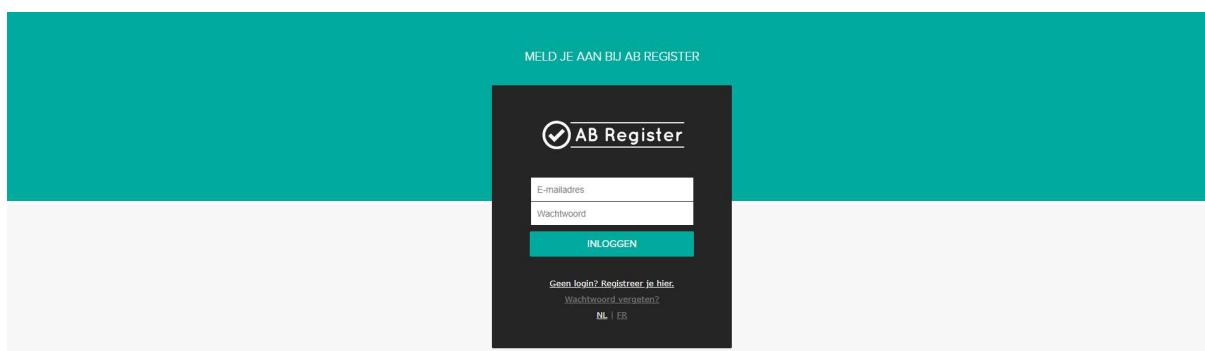 MELD JE AAN BIJ AB REGISTER
AB Register
E-mailadres
Wachtwoord
INLOGGEN
Geen login? Registreer je hier.
Wachtwoord vergeten?
NL | FR